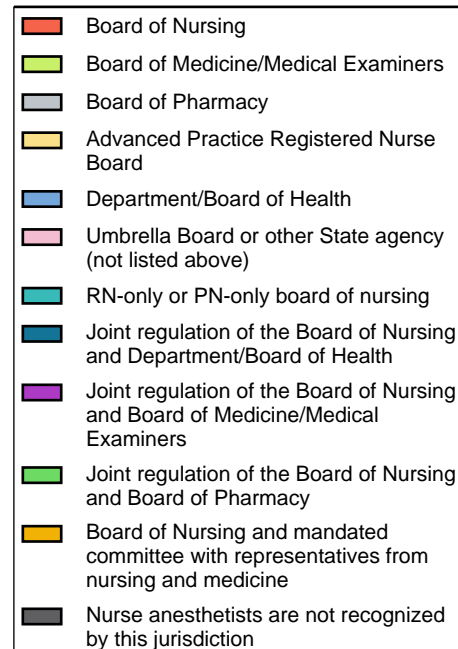 Board of Nursing
Board of Medicine/Medical Examiners
Board of Pharmacy
Advanced Practice Registered Nurse
Board
Department/Board of Health
Umbrella Board or other State agency
(not listed above)
RN-only or PN-only board of nursing
Joint regulation of the Board of Nursing
and Department/Board of Health
Joint regulation of the Board of Nursing
and Board of Medicine/Medical
Examiners
Joint regulation of the Board of Nursing
and Board of Pharmacy
Board of Nursing and mandated
committee with representatives from
nursing and medicine
Nurse anesthetists are not recognized
by this jurisdiction